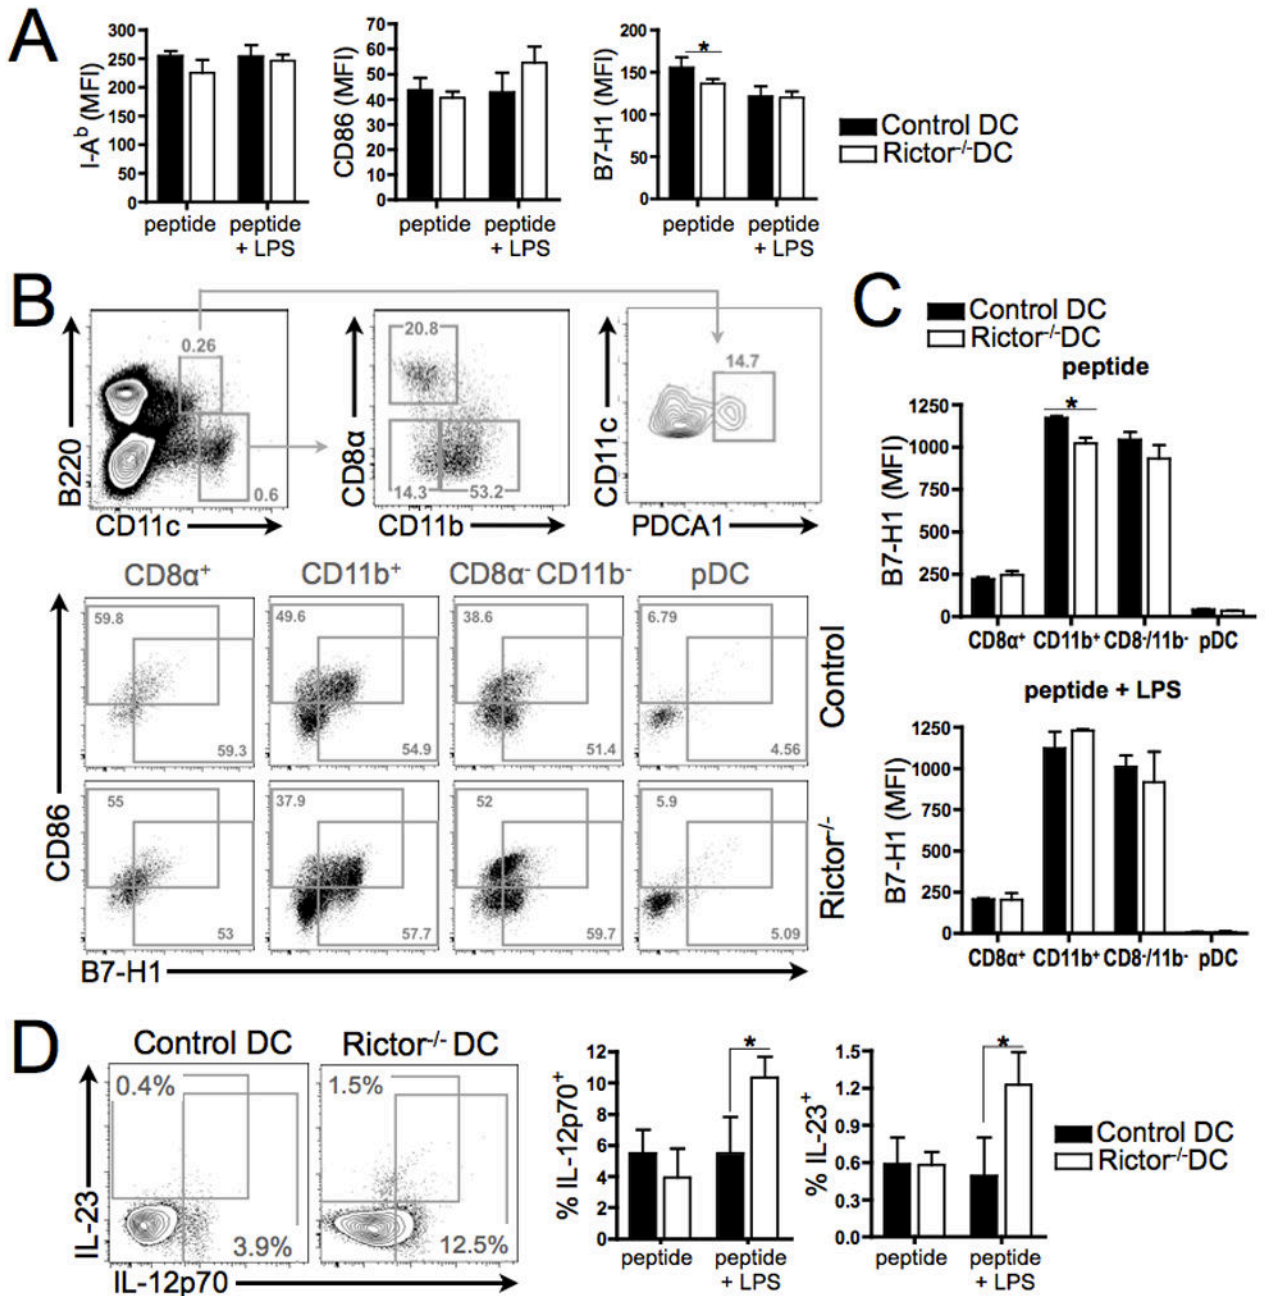 A
I-Aᵇ (MFI)
300
250
200
150
100
50
0
peptide
peptide
+ LPS
CD86 (MFI)
70
60
50
40
30
20
10
0
peptide
peptide
+ LPS
B7-H1 (MFI)
200
150
100
50
0
*
peptide
peptide
+ LPS
Control DC
Rictor⁻/⁻DC
B
B220
CD11c
0.26
0.6
CD8α
CD11b
20.8
14.3
53.2
CD11c
PDCA1
14.7
CD8α⁺
CD11b⁺
CD8α⁻ CD11b⁻
pDC
59.8
59.3
49.6
54.9
38.6
51.4
6.79
4.56
Control
55
53
37.9
57.7
52
59.7
5.9
5.09
Rictor⁻/⁻
CD86
B7-H1
C
Control DC
Rictor⁻/⁻DC
peptide
B7-H1 (MFI)
1250
1000
750
500
250
0
*
CD8α⁺
CD11b⁺
CD8⁻/11b⁻
pDC
peptide + LPS
B7-H1 (MFI)
1250
1000
750
500
250
0
CD8α⁺
CD11b⁺
CD8⁻/11b⁻
pDC
D
Control DC
Rictor⁻/⁻ DC
0.4%
3.9%
1.5%
12.5%
IL-23
IL-12p70
% IL-12p70⁺
12
10
8
6
4
2
0
*
peptide
peptide
+ LPS
% IL-23⁺
1.5
1.2
0.9
0.6
0.3
0.0
*
peptide
peptide
+ LPS
Control DC
Rictor⁻/⁻DC